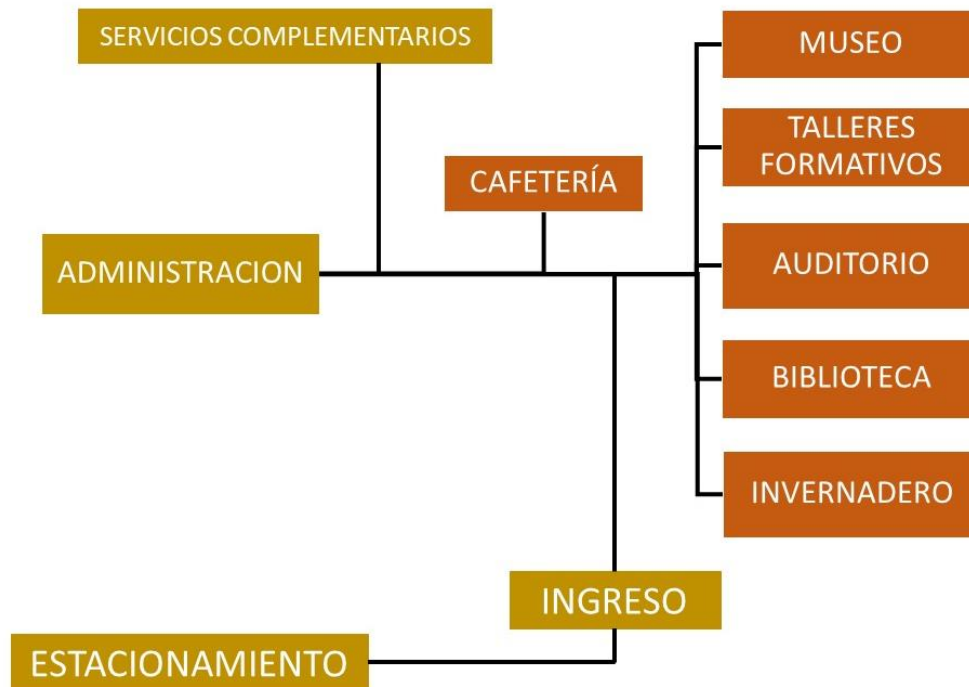 SERVICIOS COMPLEMENTARIOS
MUSEO
TALLERES
FORMATIVOS
CAFETERÍA
ADMINISTRACION
AUDITORIO
BIBLIOTECA
INVERNADERO
INGRESO
ESTACIONAMIENTO